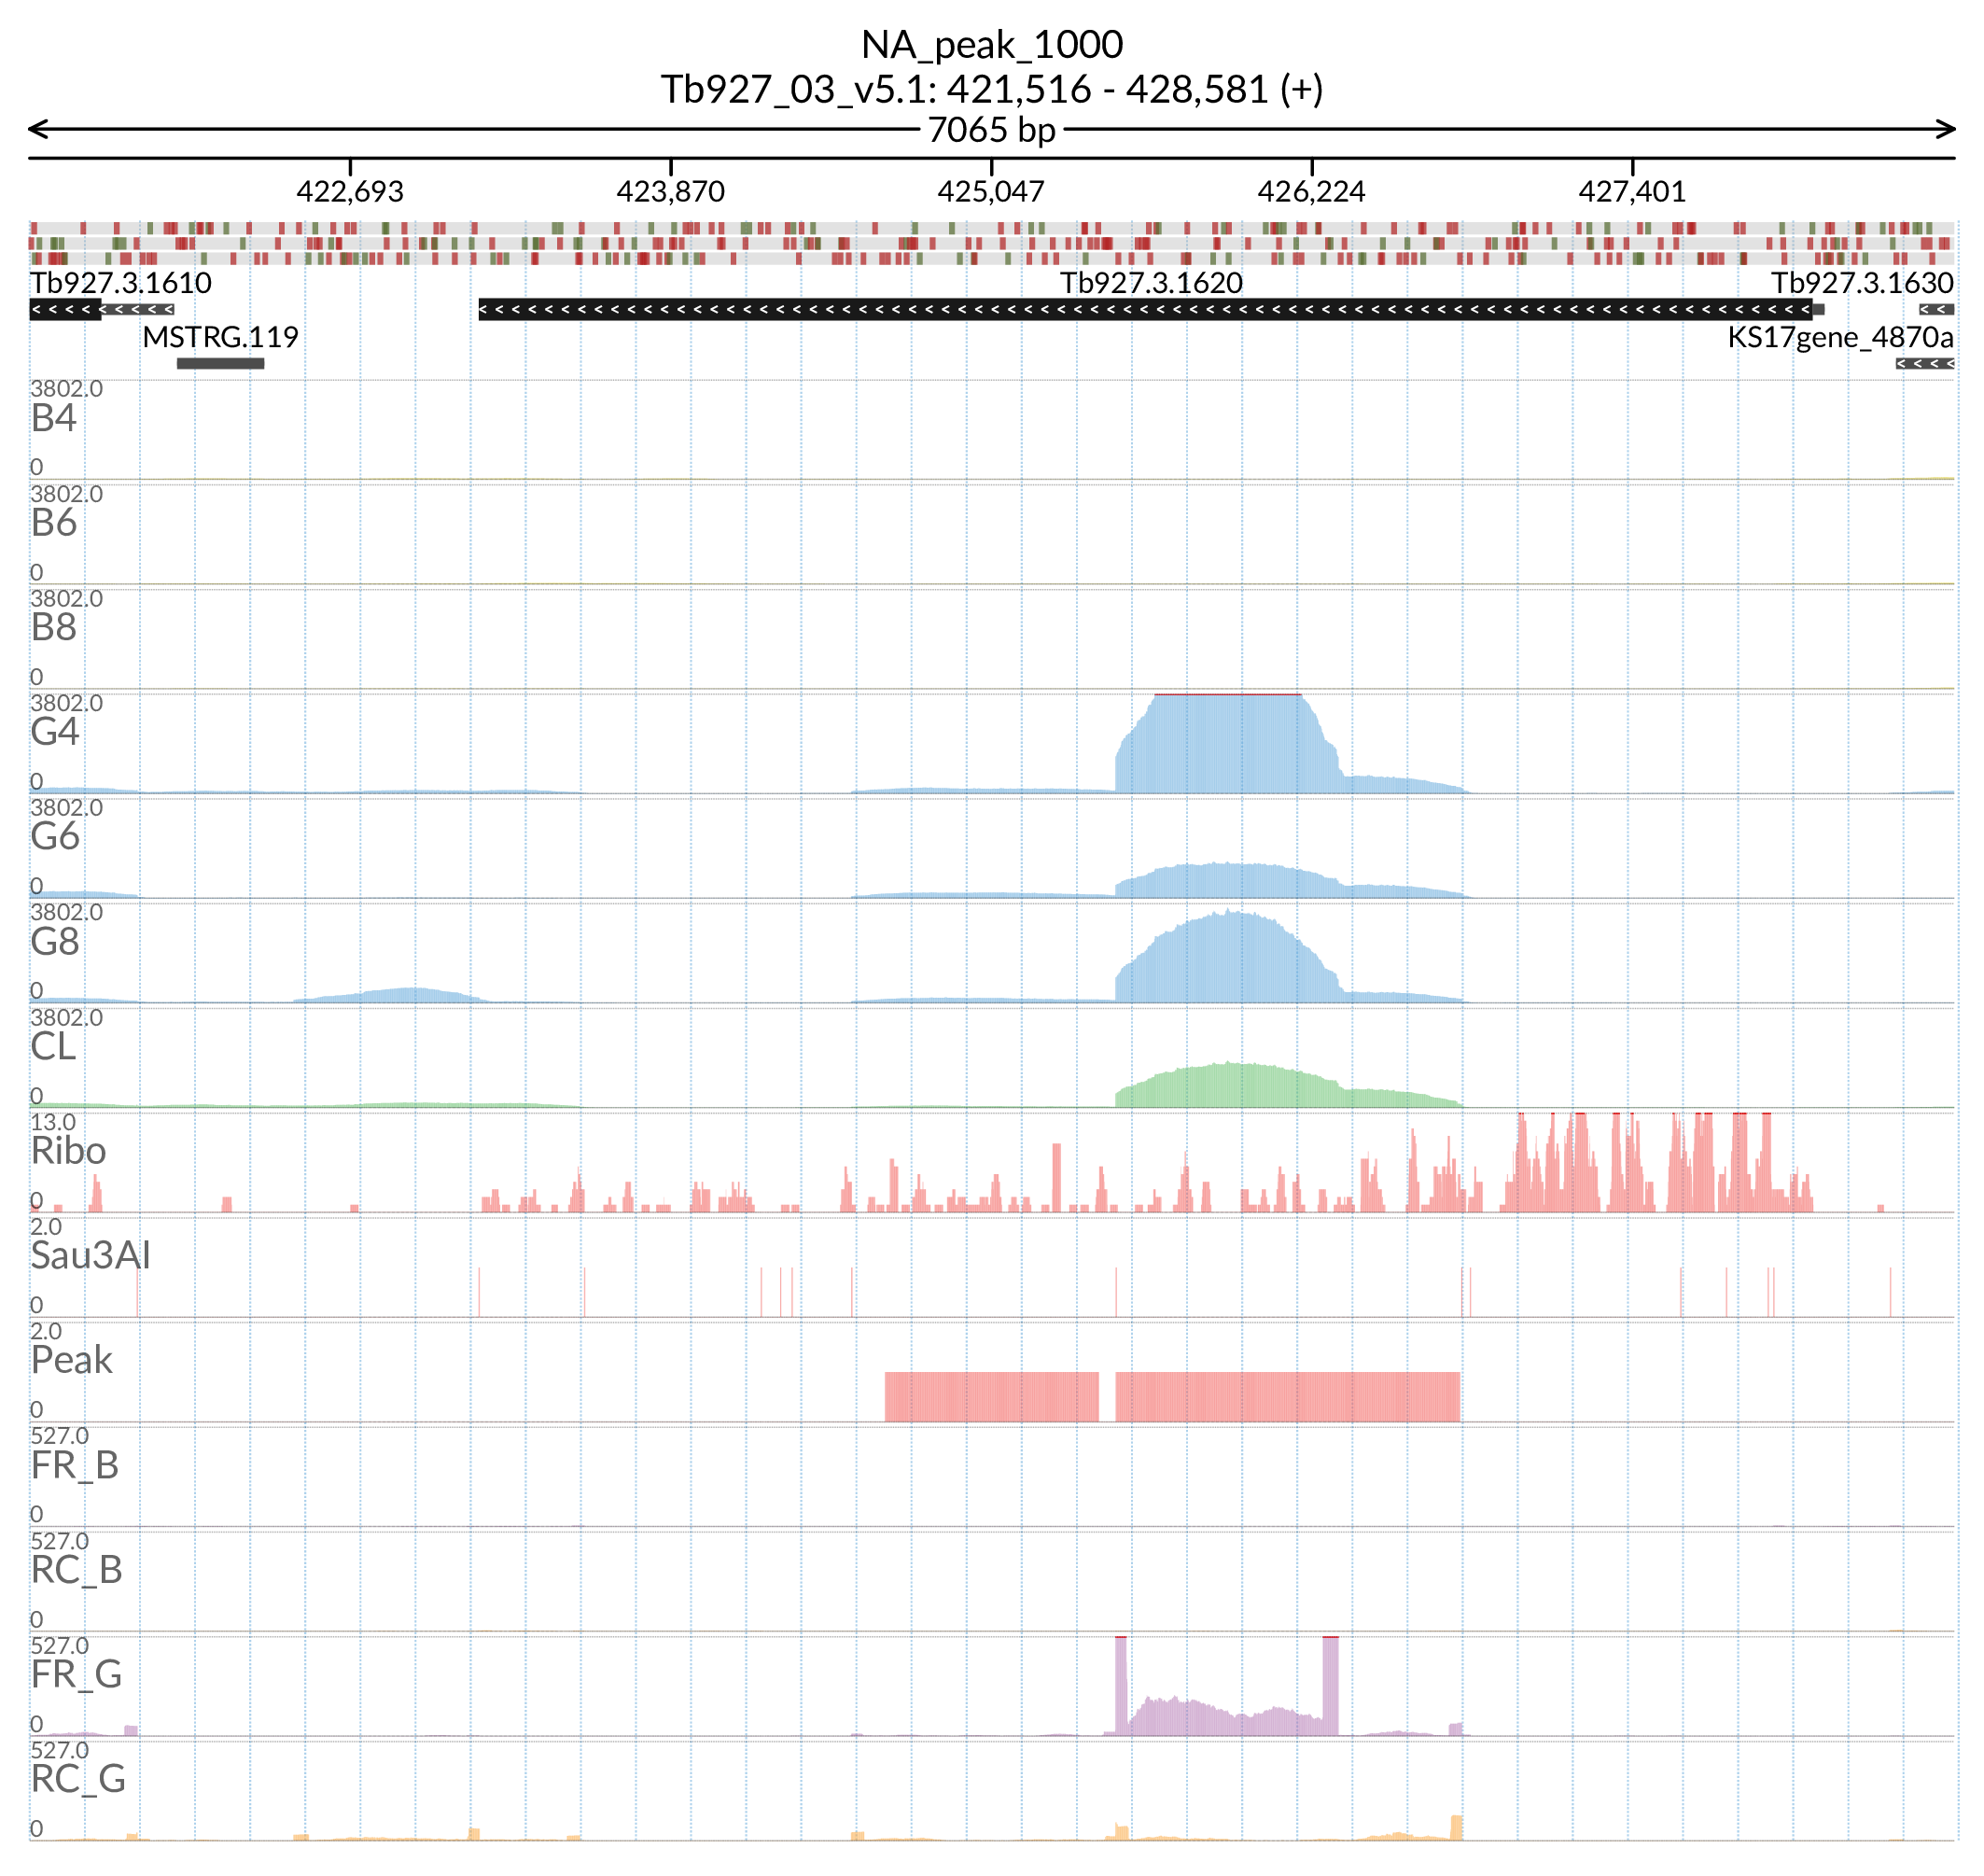 NA_peak_1000
Tb927_03_v5.1: 421,516 - 428,581 (+)
7065 bp
422,693 423,870 425,047 426,224 427,401
Tb927.3.1610 Tb927.3.1620 Tb927.3.1630
MSTRG.119 KS17gene_4870a
3802.0
B4
0
3802.0
B6
0
3802.0
B8
0
3802.0
G4
0
3802.0
G6
0
3802.0
G8
0
3802.0
CL
0
13.0
Ribo
0
2.0
Sau3AI
0
2.0
Peak
0
527.0
FR_B
0
527.0
RC_B
0
527.0
FR_G
0
527.0
RC_G
0